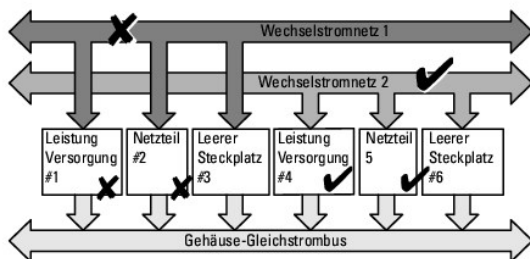 Wechselstromnetz 1
Wechselstromnetz 2
Leistung
Versorgung
#1
Netzteil
#2
Leerer
Steckplatz
#3
Leistung
Versorgung
#4
Netzteil
5
Leerer
Steckplatz
#6
Gehäuse-Gleichstrombus